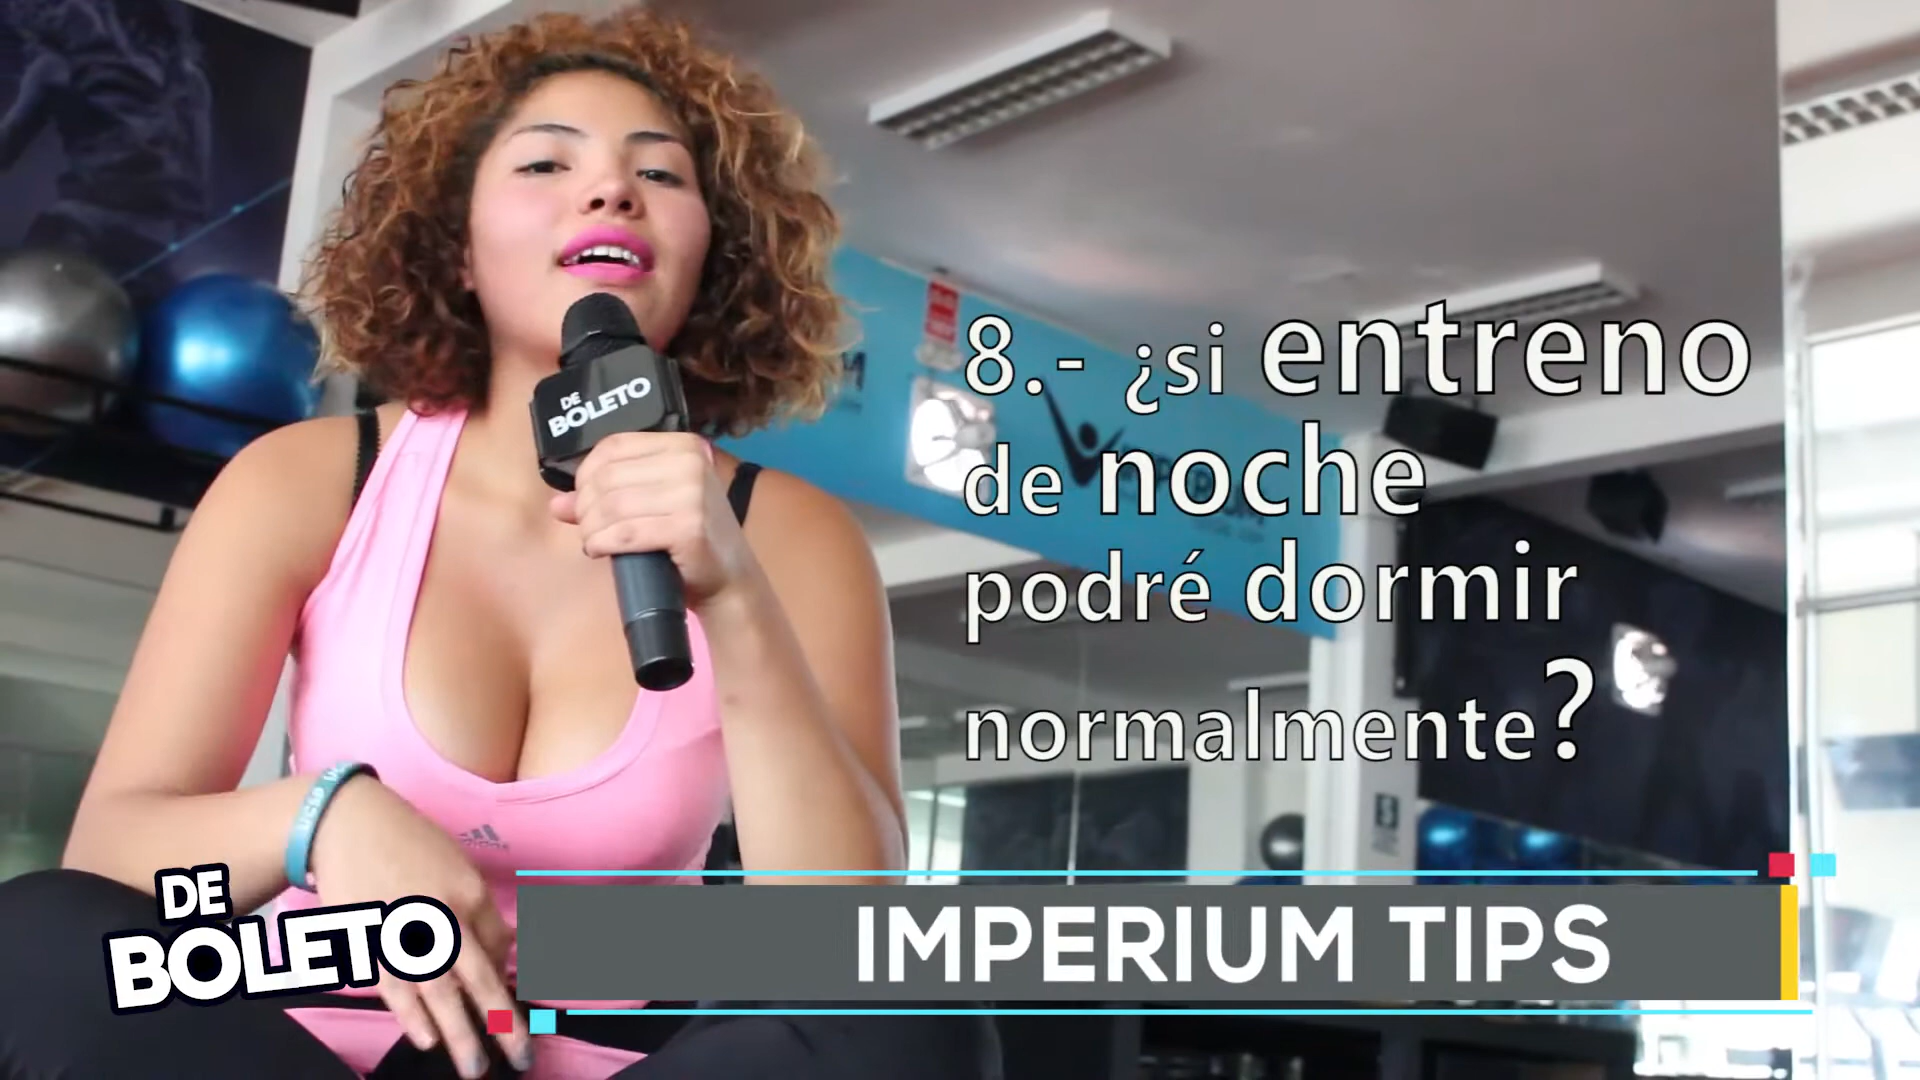 8.- ¿si entreno
de noche
podré dormir
normalmente?
DE
BOLETO
DE
BOLETO
IMPERIUM TIPS